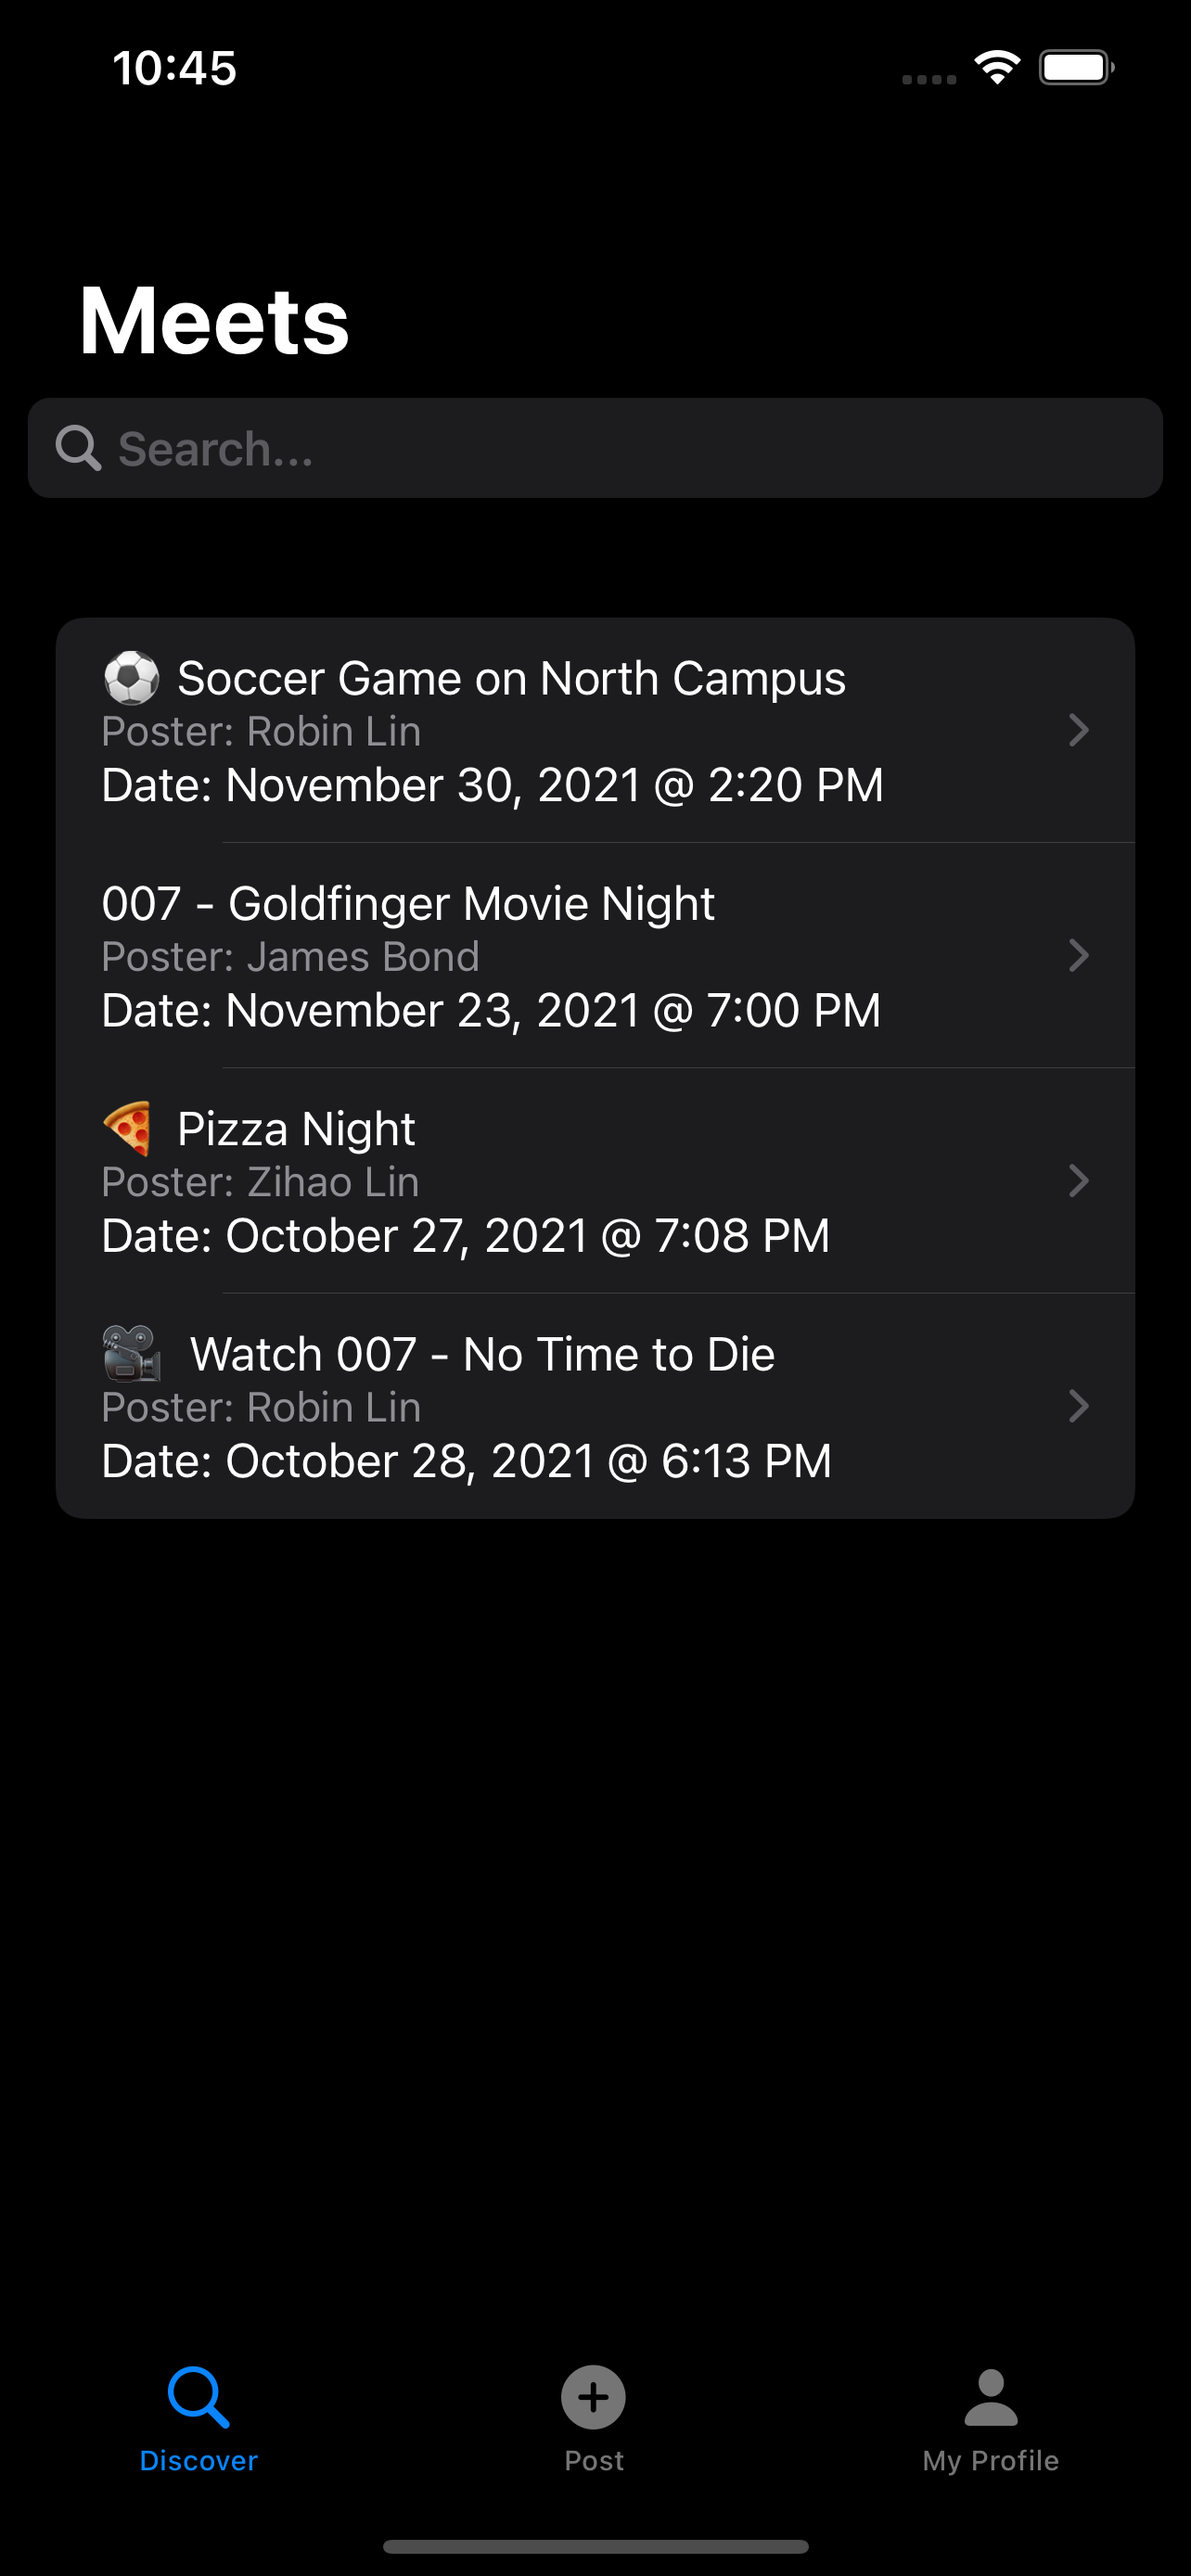 10:45
Meets
Search...
⚽ Soccer Game on North Campus
Poster: Robin Lin
Date: November 30, 2021 @ 2:20 PM
007 - Goldfinger Movie Night
Poster: James Bond
Date: November 23, 2021 @ 7:00 PM
🍕 Pizza Night
Poster: Zihao Lin
Date: October 27, 2021 @ 7:08 PM
🎥 Watch 007 - No Time to Die
Poster: Robin Lin
Date: October 28, 2021 @ 6:13 PM
Discover
Post
My Profile